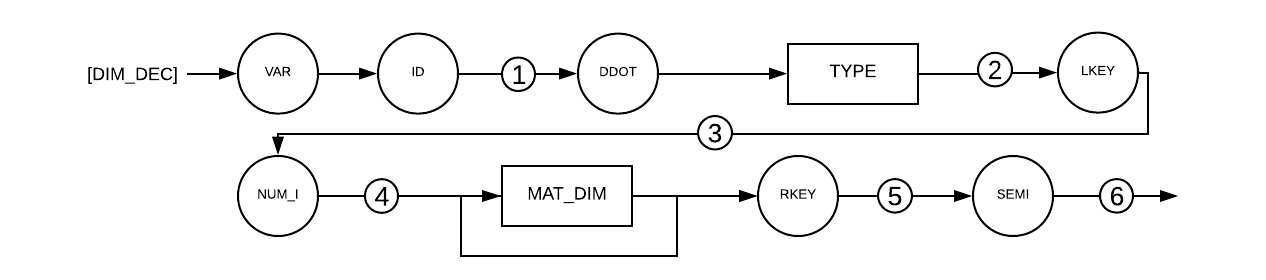 [DIM_DEC] VAR ID 1 DDOT TYPE 2 LKEY
3
NUM_I 4 MAT_DIM RKEY 5 SEMI 6